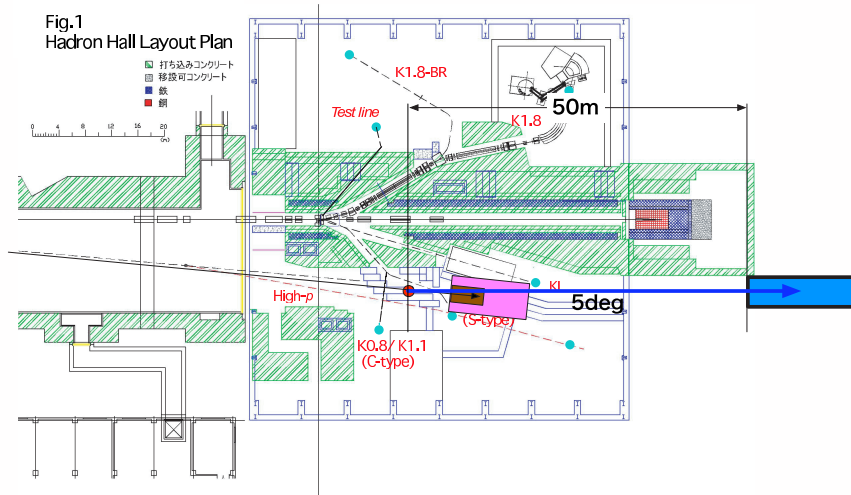 Fig.1
Hadron Hall Layout Plan
打ち込みコンクリート
移設可コンクリート
鉄
銅
0 4 8 12 16 20
(m)
K1.8-BR
Test line
50m
K1.8
High-p
KL
5deg
(S-type)
K0.8/ K1.1
(C-type)